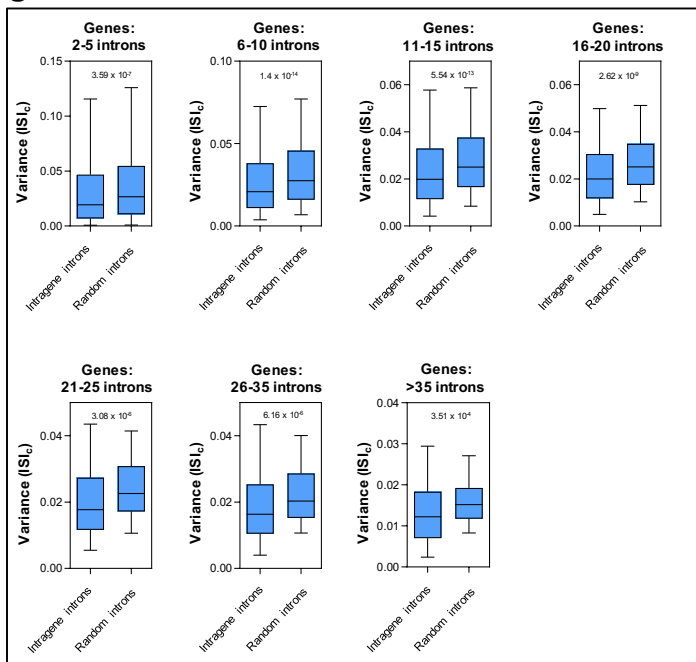 Genes:
2-5 introns
3.59 x 10-7
0.15
0.10
0.05
0.00
Variance (ISIc)
Intragene introns
Random introns
Genes:
6-10 introns
1.4 x 10-14
0.10
0.05
0.00
Variance (ISIc)
Intragene introns
Random introns
Genes:
11-15 introns
5.54 x 10-13
0.06
0.04
0.02
0.00
Variance (ISIc)
Intragene introns
Random introns
Genes:
16-20 introns
2.62 x 10-9
0.06
0.04
0.02
0.00
Variance (ISIc)
Intragene introns
Random introns
Genes:
21-25 introns
3.08 x 10-6
0.04
0.02
0.00
Variance (ISIc)
Intragene introns
Random introns
Genes:
26-35 introns
0.04
0.02
0.00
Variance (ISIc)
Intragene introns
Random introns
Genes:
>35 introns
3.51 x 10-4
0.04
0.03
0.02
0.01
0.00
Variance (ISIc)
Intragene introns
Random introns